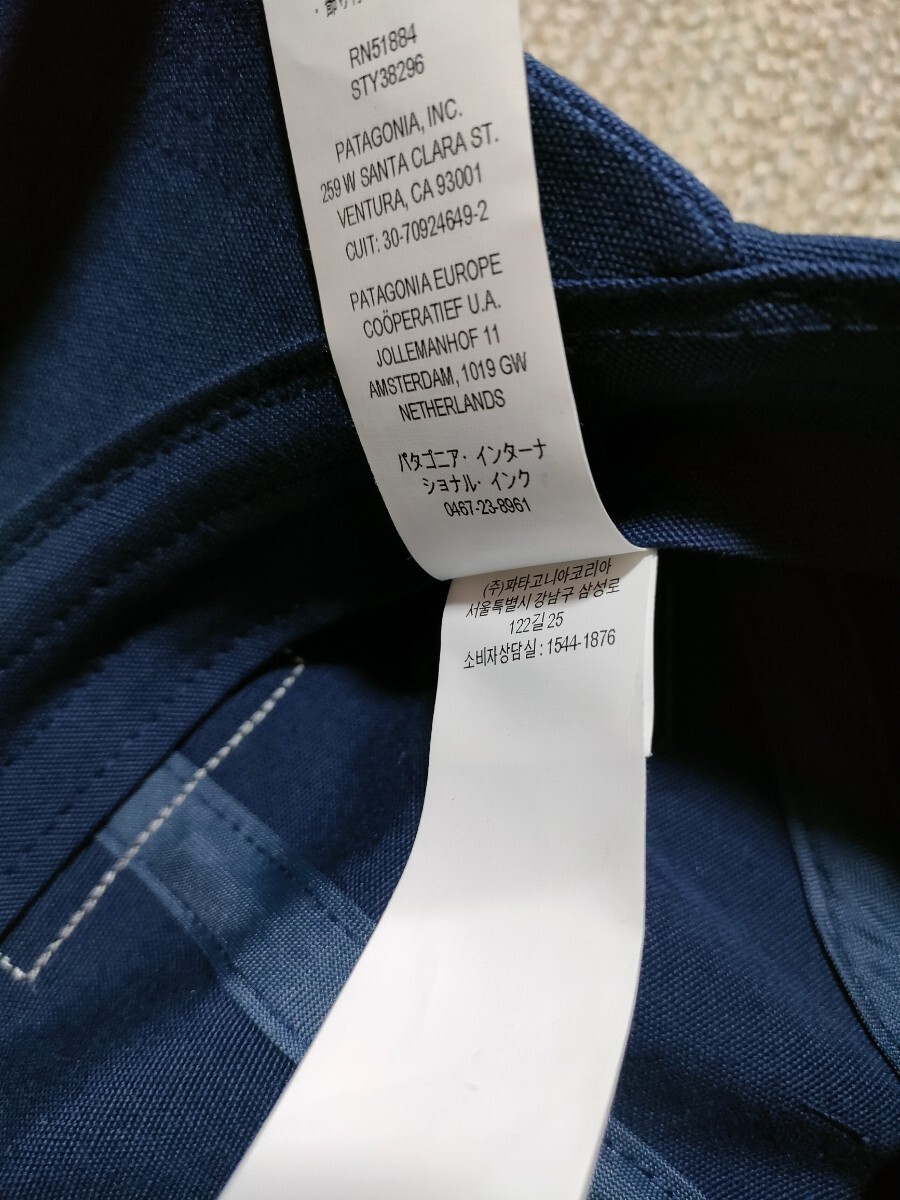 RN51884
STY38296
PATAGONIA, INC.
259 W SANTA CLARA ST.
VENTURA, CA 93001
CUIT: 30-70924649-2
PATAGONIA EUROPE
COÖPERATIEF U.A.
JOLLEMANHOF 11
AMSTERDAM, 1019 GW
NETHERLANDS
パタゴニア・インターナ
ショナル・インク
0467-23-8961
(주)파타고니아코리아
서울특별시 강남구 삼성로
122길 25
소비자상담실 : 1544-1876